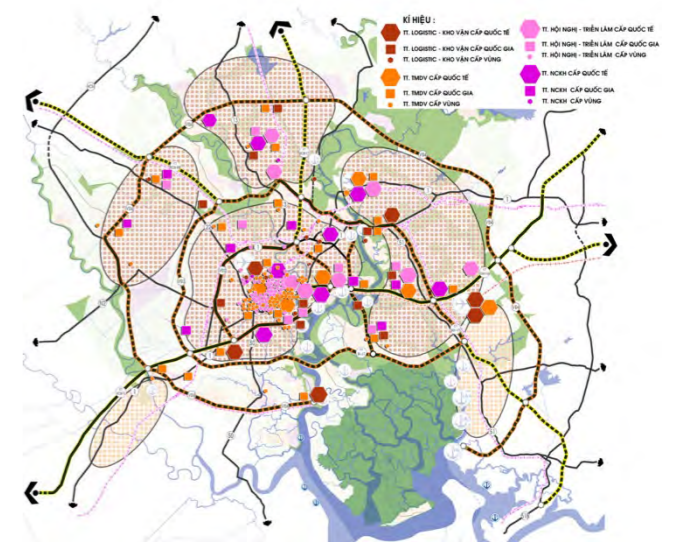 KÍ HIỆU :
TT. LOGISTIC - KHO VẬN CẤP QUỐC TẾ
TT. LOGISTIC - KHO VẬN CẤP QUỐC GIA
TT. LOGISTIC - KHO VẬN CẤP VÙNG
TT. TMDV CẤP QUỐC TẾ
TT. TMDV CẤP QUỐC GIA
TT. TMDV CẤP VÙNG
TT. HỘI NGHỊ - TRIỂN LÃM CẤP QUỐC TẾ
TT. HỘI NGHỊ - TRIỂN LÃM CẤP QUỐC GIA
TT. HỘI NGHỊ - TRIỂN LÃM CẤP VÙNG
TT. NCKH CẤP QUỐC TẾ
TT. NCKH CẤP QUỐC GIA
TT. NCKH CẤP VÙNG